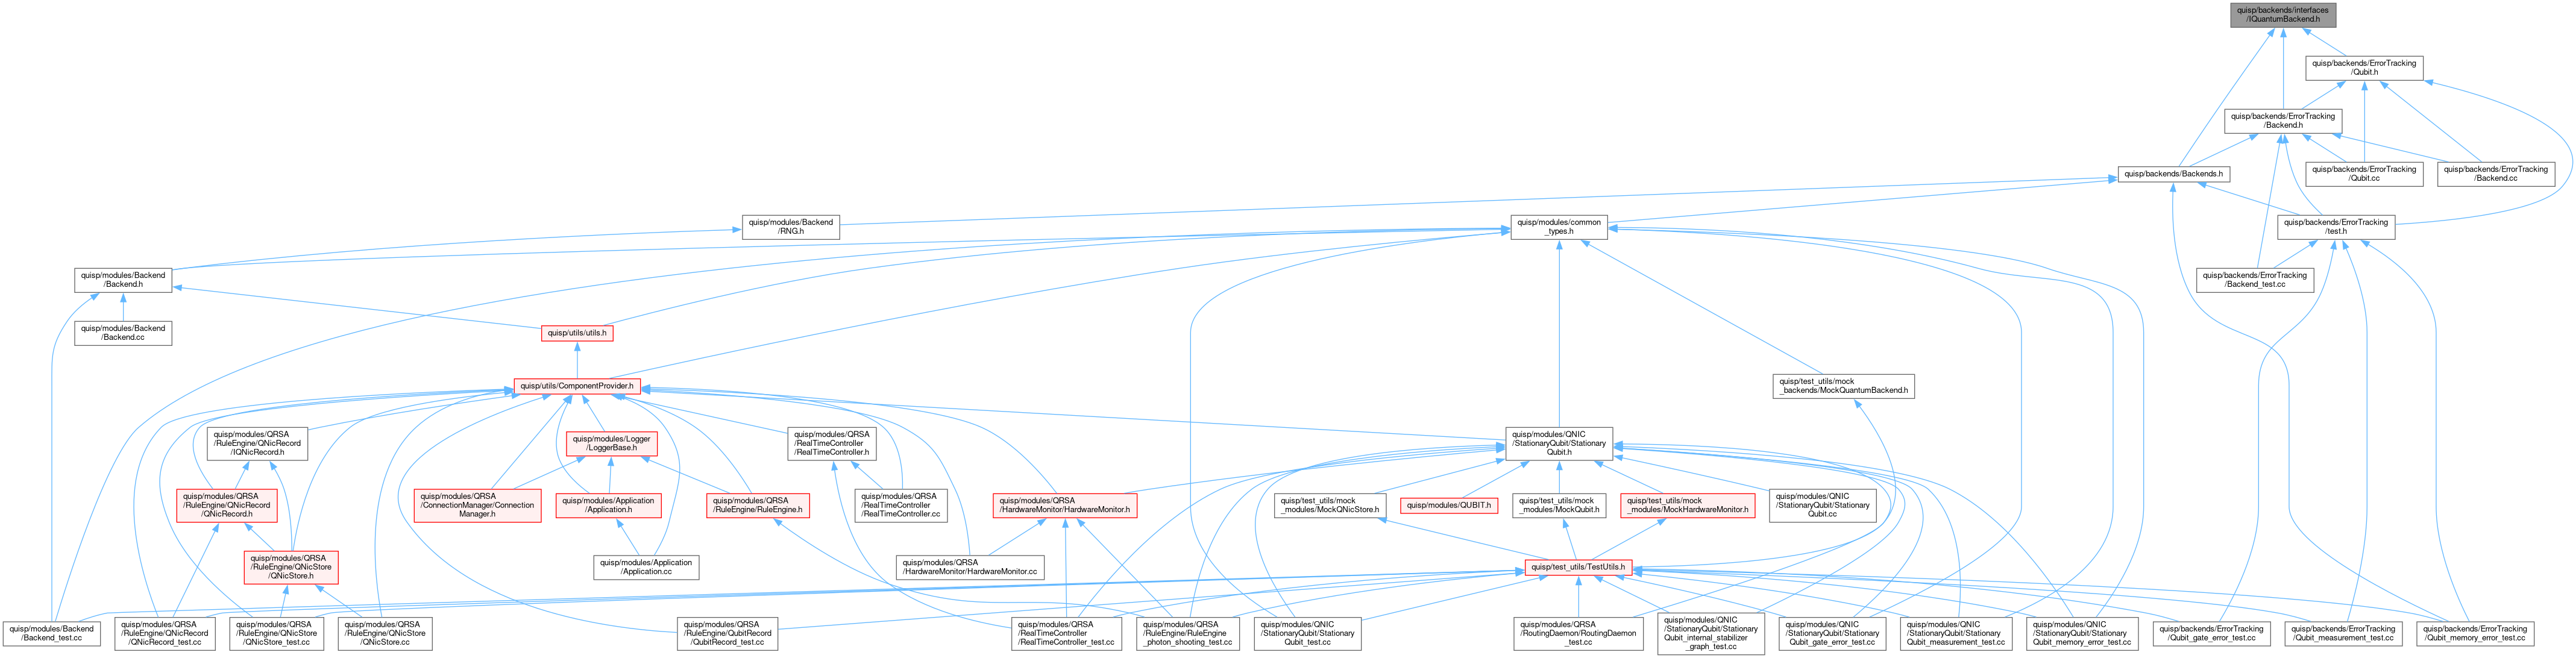 quisp/backends/interfaces
/IQuantumBackend.h
quisp/backends/ErrorTracking
/Qubit.h
quisp/backends/ErrorTracking
/Backend.h
quisp/backends/Backends.h
quisp/backends/ErrorTracking
/Qubit.cc
quisp/backends/ErrorTracking
/Backend.cc
quisp/modules/Backend
/RNG.h
quisp/modules/common
_types.h
quisp/backends/ErrorTracking
/test.h
quisp/modules/Backend
/Backend.h
quisp/backends/ErrorTracking
/Backend_test.cc
quisp/modules/Backend
/Backend.cc
quisp/utils/utils.h
quisp/utils/ComponentProvider.h
quisp/test_utils/mock
_backends/MockQuantumBackend.h
quisp/modules/QRSA
/RuleEngine/QNicRecord
/IQNicRecord.h
quisp/modules/Logger
/LoggerBase.h
quisp/modules/QRSA
/RealTimeController
/RealTimeController.h
quisp/modules/QNIC
/StationaryQubit/Stationary
Qubit.h
quisp/modules/QRSA
/RuleEngine/QNicRecord
/QNicRecord.h
quisp/modules/QRSA
/ConnectionManager/Connection
Manager.h
quisp/modules/Application
/Application.h
quisp/modules/QRSA
/RuleEngine/RuleEngine.h
quisp/modules/QRSA
/RealTimeController
/RealTimeController.cc
quisp/modules/QRSA
/HardwareMonitor/HardwareMonitor.h
quisp/test_utils/mock
_modules/MockQNicStore.h
quisp/modules/QUBIT.h
quisp/test_utils/mock
_modules/MockQubit.h
quisp/test_utils/mock
_modules/MockHardwareMonitor.h
quisp/modules/QNIC
/StationaryQubit/Stationary
Qubit.cc
quisp/modules/QRSA
/RuleEngine/QNicStore
/QNicStore.h
quisp/modules/Application
/Application.cc
quisp/modules/QRSA
/HardwareMonitor/HardwareMonitor.cc
quisp/test_utils/TestUtils.h
quisp/modules/Backend
/Backend_test.cc
quisp/modules/QRSA
/RuleEngine/QNicRecord
/QNicRecord_test.cc
quisp/modules/QRSA
/RuleEngine/QNicStore
/QNicStore_test.cc
quisp/modules/QRSA
/RuleEngine/QNicStore
/QNicStore.cc
quisp/modules/QRSA
/RuleEngine/QubitRecord
/QubitRecord_test.cc
quisp/modules/QRSA
/RealTimeController
/RealTimeController_test.cc
quisp/modules/QRSA
/RuleEngine/RuleEngine
_photon_shooting_test.cc
quisp/modules/QNIC
/StationaryQubit/Stationary
Qubit_test.cc
quisp/modules/QRSA
/RoutingDaemon/RoutingDaemon
_test.cc
quisp/modules/QNIC
/StationaryQubit/Stationary
Qubit_internal_stabilizer
_graph_test.cc
quisp/modules/QNIC
/StationaryQubit/Stationary
Qubit_gate_error_test.cc
quisp/modules/QNIC
/StationaryQubit/Stationary
Qubit_measurement_test.cc
quisp/modules/QNIC
/StationaryQubit/Stationary
Qubit_memory_error_test.cc
quisp/backends/ErrorTracking
/Qubit_gate_error_test.cc
quisp/backends/ErrorTracking
/Qubit_measurement_test.cc
quisp/backends/ErrorTracking
/Qubit_memory_error_test.cc